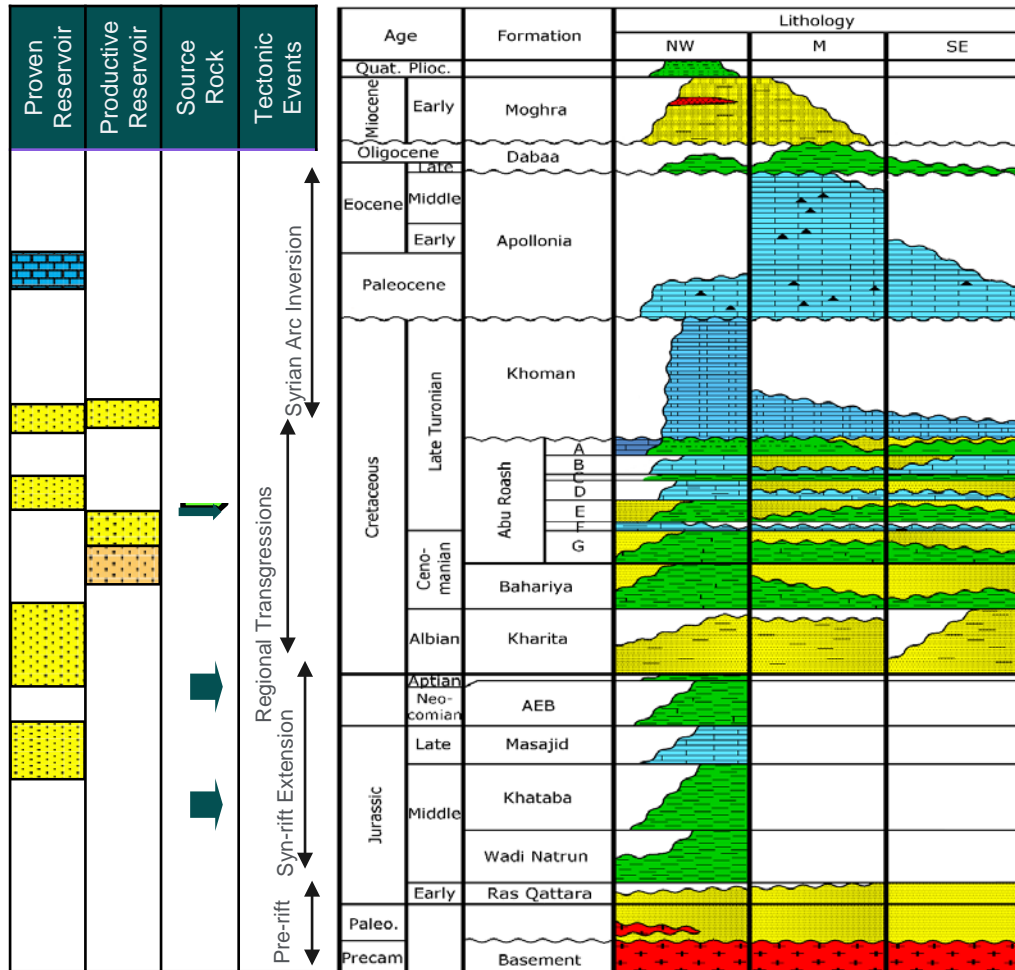 Proven
Reservoir
Productive
Reservoir
Source
Rock
Tectonic
Events
Syrian Arc Inversion
Regional Transgressions
Syn-rift Extension
Pre-rift
Age
Formation
Lithology
NW
M
SE
Quat. Plioc.
Miocene
Early
Moghra
Oligocene
Dabaa
Late
Eocene
Middle
Early
Apollonia
Paleocene
Cretaceous
Late Turonian
Khoman
Abu Roash
A
B
C
D
E
F
G
Ceno-
manian
Bahariya
Albian
Kharita
Aptian
Neo-
comian
AEB
Jurassic
Late
Masajid
Middle
Khataba
Wadi Natrun
Early
Ras Qattara
Paleo.
Precam
Basement